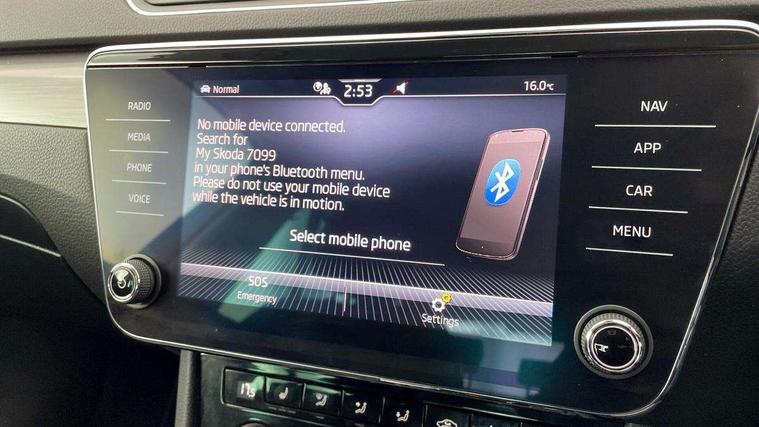 Normal
2:53
16.0°C
RADIO
MEDIA
PHONE
VOICE
No mobile device connected.
Search for
My Skoda 7099
in your phone's Bluetooth menu.
Please do not use your mobile device
while the vehicle is in motion.
Select mobile phone
SOS
Emergency
Settings
NAV
APP
CAR
MENU